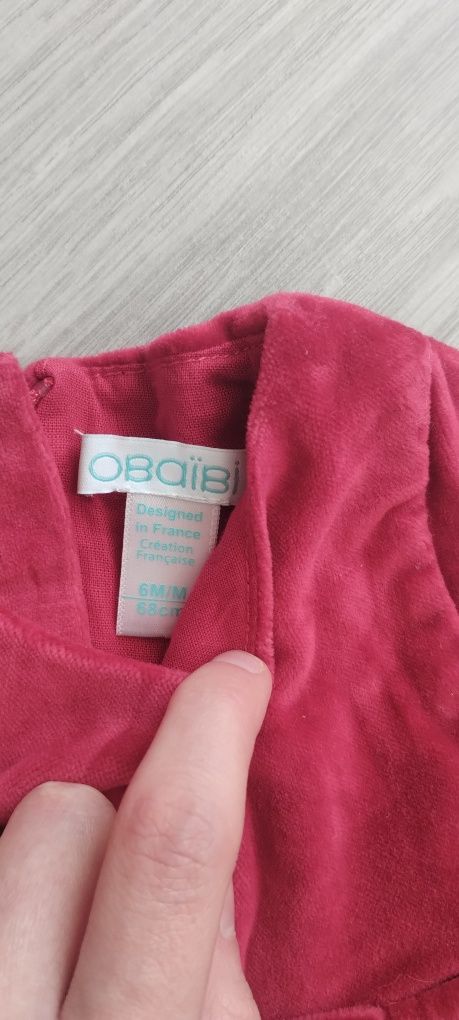 OBaïBi
Designed
in France
Création
Française
6M/M
68cm